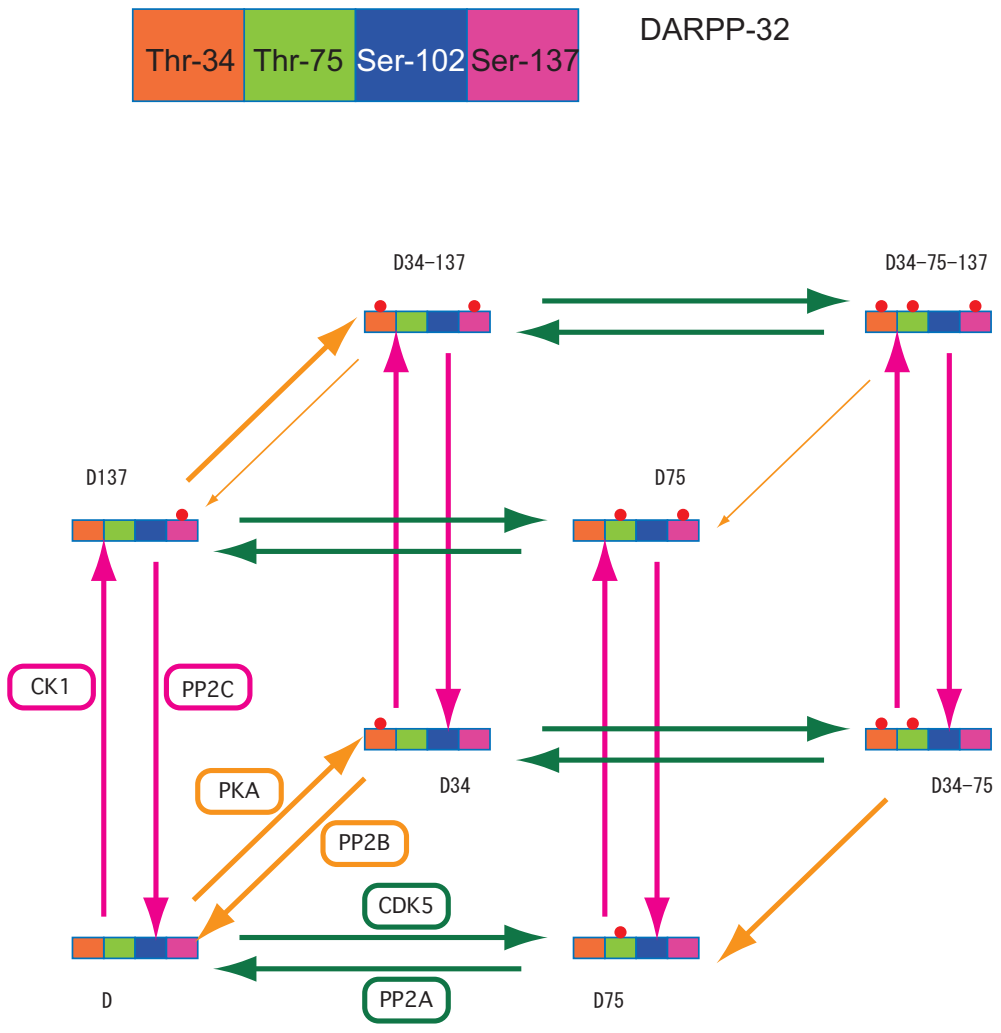 DARPP-32
Thr-34 Thr-75 Ser-102 Ser-137
D34-137 D34-75-137
D137 D75
CK1 PP2C
PKA D34 D34-75
PP2B
CDK5
D PP2A D75